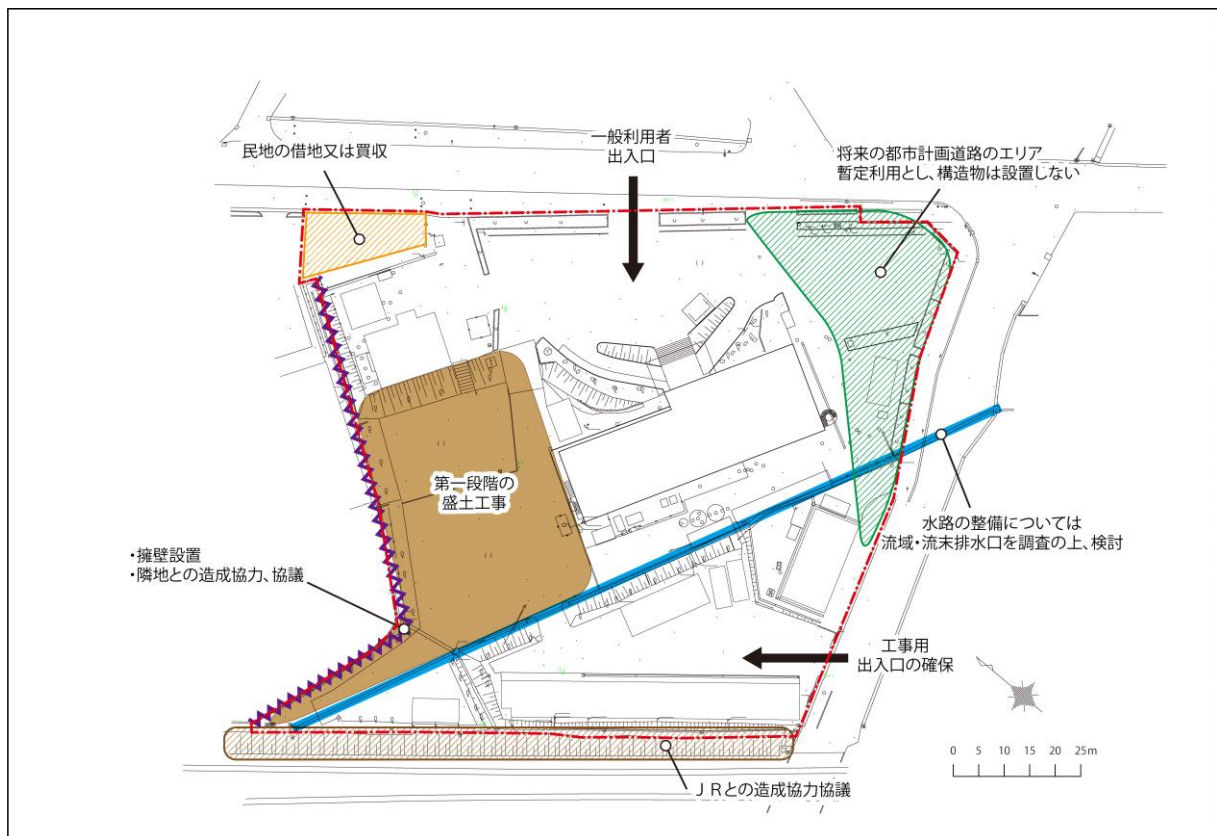 一般利用者
出入口
民地の借地又は買収
将来の都市計画道路のエリア
暫定利用とし、構造物は設置しない
第一段階の
盛土工事
水路の整備については
流域・流末排水口を調査の上、検討
・擁壁設置
・隣地との造成協力、協議
工事用
出入口の確保
0 5 10 15 20 25m
ＪＲとの造成協力協議